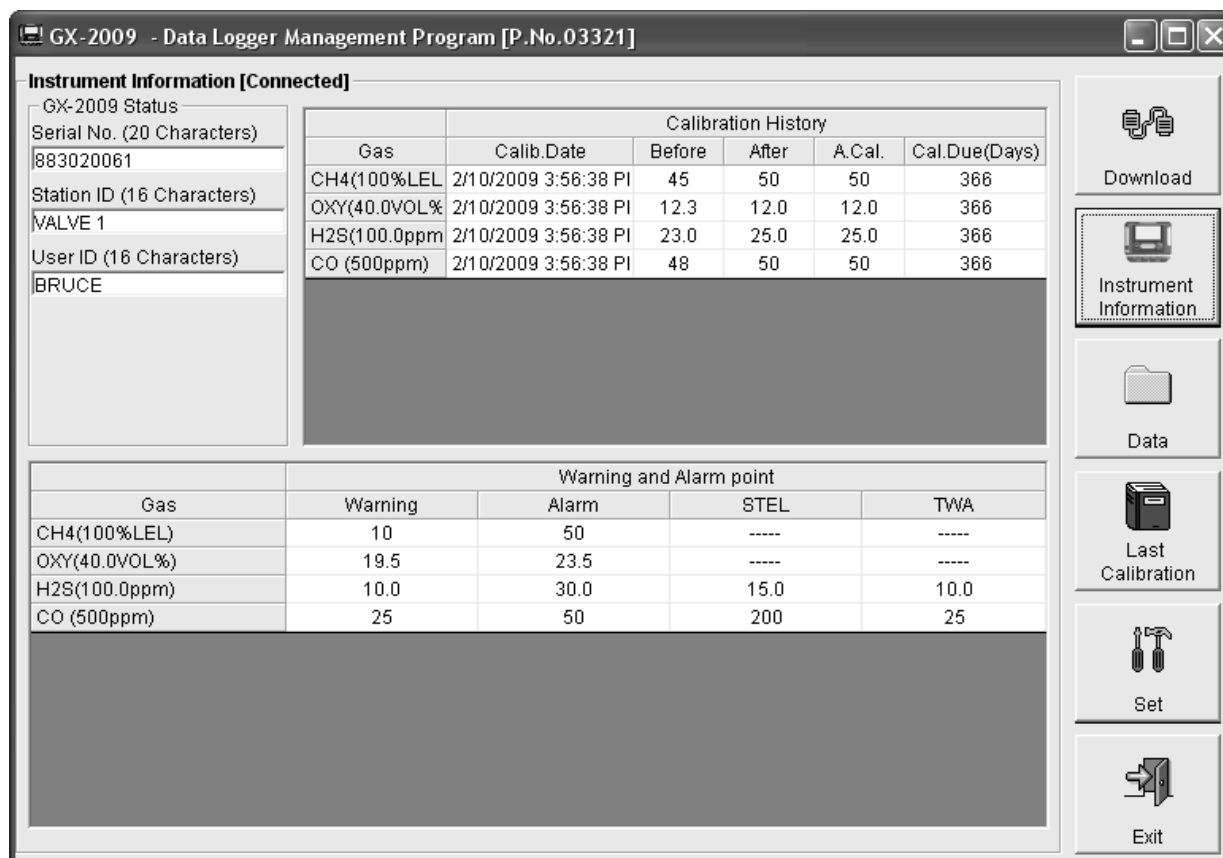 GX-2009 - Data Logger Management Program [P.No.03321]
Instrument Information [Connected]
GX-2009 Status
Serial No. (20 Characters)
883020061
Station ID (16 Characters)
VALVE 1
User ID (16 Characters)
BRUCE
Calibration History
Gas Calib.Date Before After A.Cal. Cal.Due(Days)
CH4(100%LEL 2/10/2009 3:56:38 PI 45 50 50 366
OXY(40.0VOL% 2/10/2009 3:56:38 PI 12.3 12.0 12.0 366
H2S(100.0ppm 2/10/2009 3:56:38 PI 23.0 25.0 25.0 366
CO (500ppm) 2/10/2009 3:56:38 PI 48 50 50 366
Warning and Alarm point
Gas Warning Alarm STEL TWA
CH4(100%LEL) 10 50 ----- -----
OXY(40.0VOL%) 19.5 23.5 ----- -----
H2S(100.0ppm) 10.0 30.0 15.0 10.0
CO (500ppm) 25 50 200 25
Download
Instrument
Information
Data
Last
Calibration
Set
Exit